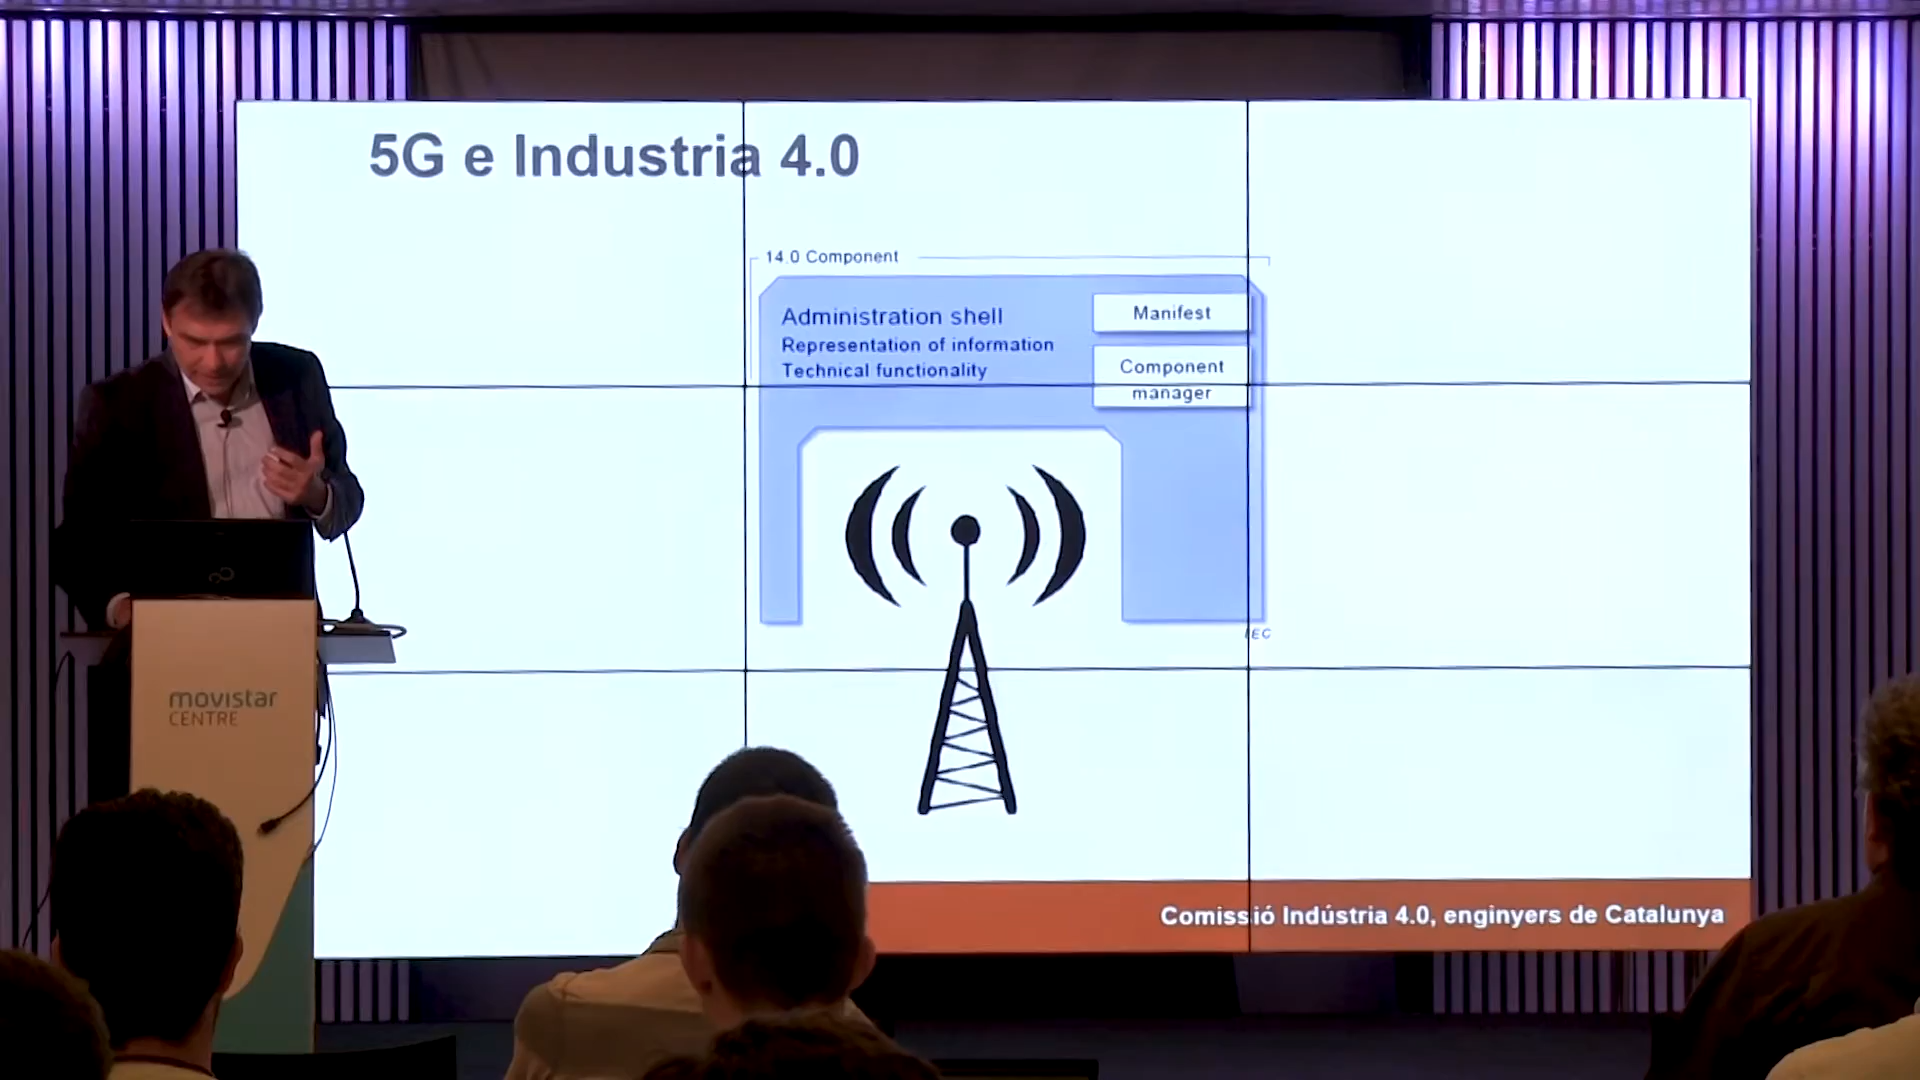 5G e Industria 4.0
14.0 Component
Administration shell
Representation of information
Technical functionality
Manifest
Component
manager
IEC
movistar
CENTRE
Comissió Indústria 4.0, enginyers de Catalunya